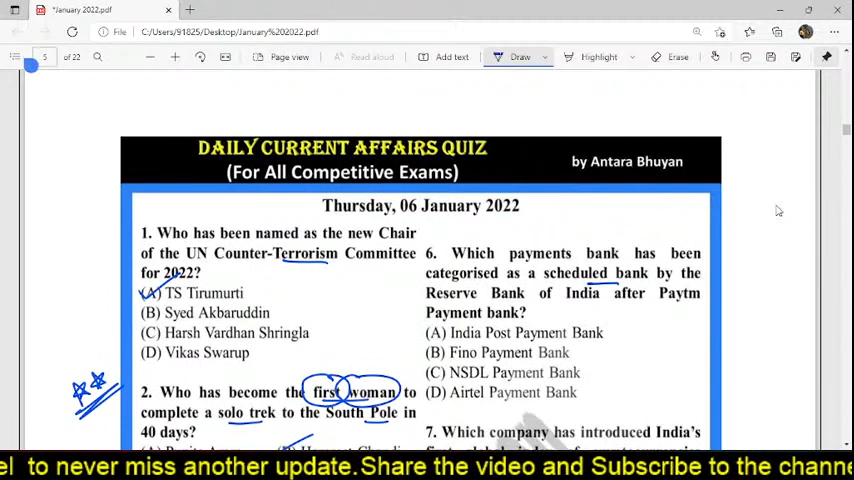 *January 2022.pdf
File
C:/Users/91825/Desktop/January%202022.pdf
5
of 22
Page view
Read aloud
Add text
Draw
Highlight
Erase
DAILY CURRENT AFFAIRS QUIZ
(For All Competitive Exams)
by Antara Bhuyan
Thursday, 06 January 2022
1. Who has been named as the new Chair
of the UN Counter-Terrorism Committee
for 2022?
(A) TS Tirumurti
(B) Syed Akbaruddin
(C) Harsh Vardhan Shringla
(D) Vikas Swarup
2. Who has become the first woman to
complete a solo trek to the South Pole in
40 days?
6. Which payments bank has been
categorised as a scheduled bank by the
Reserve Bank of India after Paytm
Payment bank?
(A) India Post Payment Bank
(B) Fino Payment Bank
(C) NSDL Payment Bank
(D) Airtel Payment Bank
7. Which company has introduced India's
el to never miss another update.Share the video and Subscribe to the channe